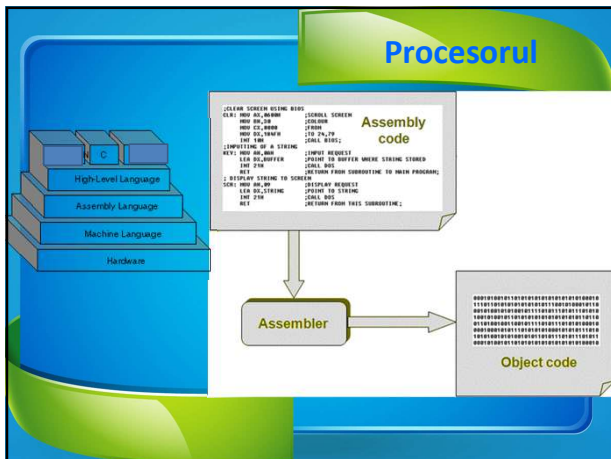 Procesorul
;CLEAR SCREEN USING BIOS
CLR: MOV AX,0600H ;SCROLL SCREEN
MOV BH,30 ;COLOUR
MOV CX,0000 ;FROM
MOV DX,184FH ;TO 24,79
INT 10H ;CALL BIOS;
;INPUTTING OF A STRING
KEY: MOV AH,0AH ;INPUT REQUEST
LEA DX,BUFFER ;POINT TO BUFFER WHERE STRING STORED
INT 21H ;CALL DOS
RET ;RETURN FROM SUBROUTINE TO MAIN PROGRAM;
; DISPLAY STRING TO SCREEN
SCR: MOV AH,09 ;DISPLAY REQUEST
LEA DX,STRING ;POINT TO STRING
INT 21H ;CALL DOS
RET ;RETURN FROM THIS SUBROUTINE;
Assembly
code
C
High-Level Language
Assembly Language
Machine Language
Hardware
Assembler
Object code